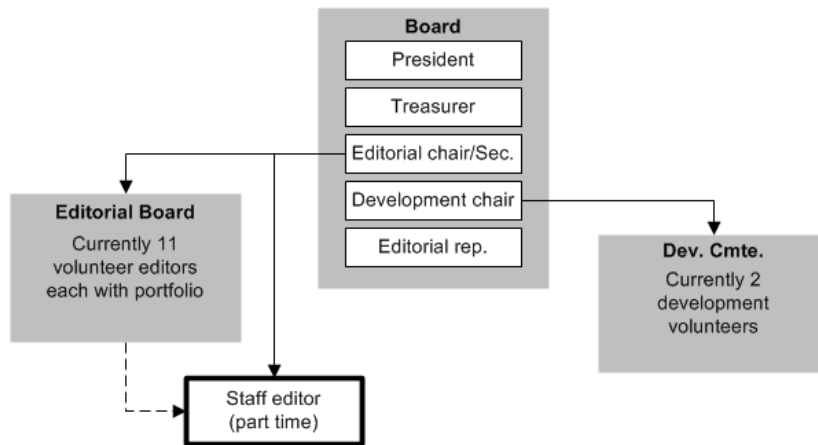 Board
President
Treasurer
Editorial chair/Sec.
Development chair
Editorial rep.
Editorial Board
Currently 11
volunteer editors
each with portfolio
Dev. Cmte.
Currently 2
development
volunteers
Staff editor
(part time)